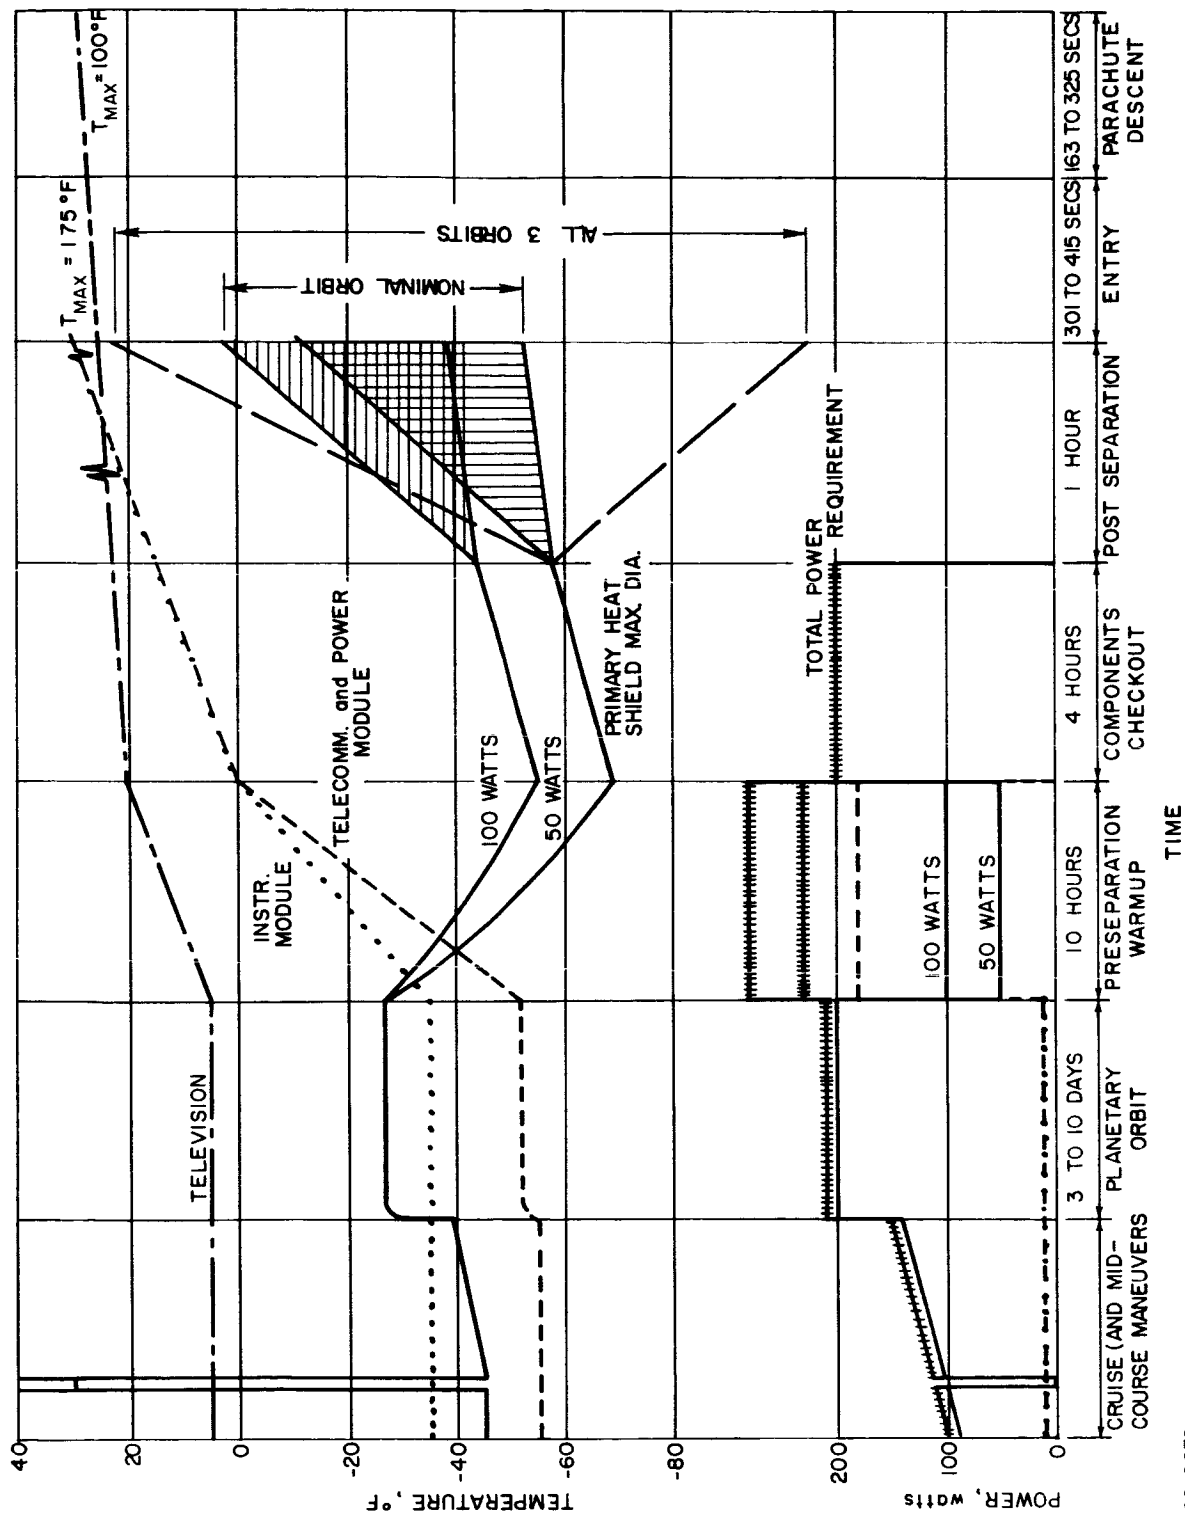 40
20
0
-20
-40
-60
-80
TEMPERATURE, °F
200
100
0
POWER, watts
TELEVISION
INSTR.
MODULE
TELECOMM. and POWER
MODULE
100 WATTS
50 WATTS
PRIMARY HEAT
SHIELD MAX. DIA.
TMAX = 175°F
TMAX = 100°F
NOMINAL ORBIT
ALL 3 ORBITS
TOTAL POWER
REQUIREMENT
100 WATTS
50 WATTS
3 TO 10 DAYS
10 HOURS
4 HOURS
1 HOUR
301 TO 415 SECS
163 TO 325 SECS
CRUISE (AND MID-
COURSE MANEUVERS
PLANETARY
ORBIT
PRESEPARATION
WARMUP
COMPONENTS
CHECKOUT
POST SEPARATION
ENTRY
PARACHUTE
DESCENT
TIME